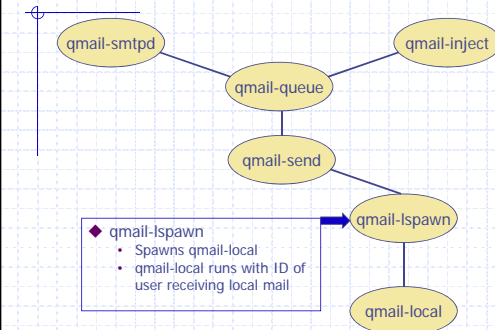 qmail-smtpd
qmail-inject
qmail-queue
qmail-send
qmail-lspawn
qmail-lspawn
• Spawns qmail-local
• qmail-local runs with ID of
user receiving local mail
qmail-local